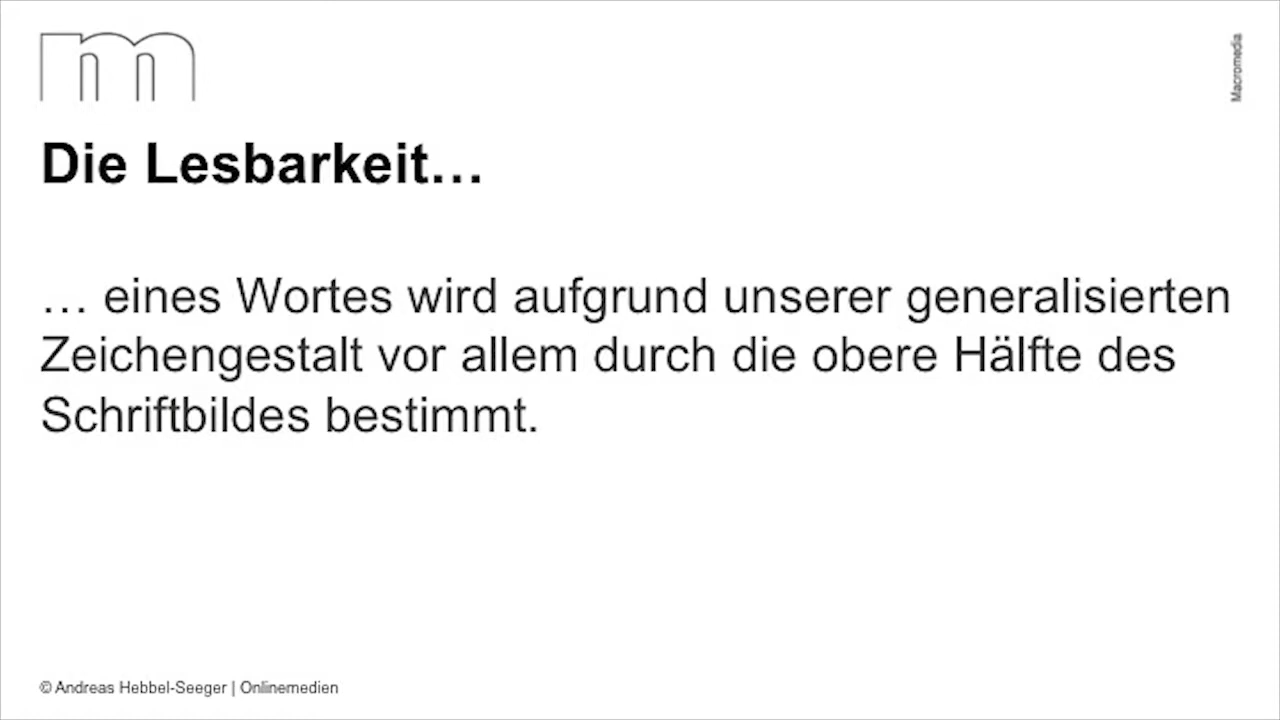 m
Macromedia
Die Lesbarkeit…
… eines Wortes wird aufgrund unserer generalisierten
Zeichengestalt vor allem durch die obere Hälfte des
Schriftbildes bestimmt.
© Andreas Hebbel-Seeger | Onlinemedien